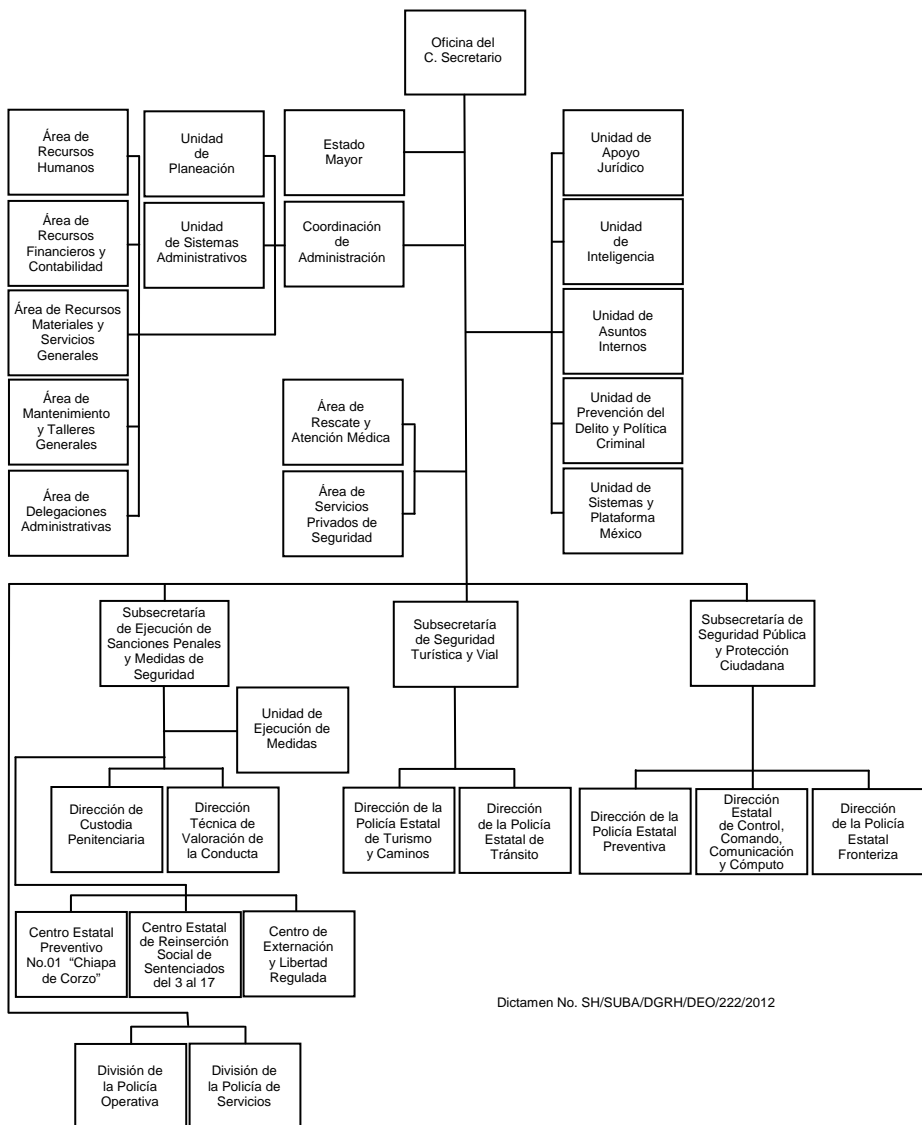 Oficina del
C. Secretario
Área de
Recursos
Humanos
Unidad
de
Planeación
Estado
Mayor
Unidad de
Apoyo
Jurídico
Área de
Recursos
Financieros y
Contabilidad
Unidad
de Sistemas
Administrativos
Coordinación
de
Administración
Unidad
de
Inteligencia
Área de Recursos
Materiales y
Servicios
Generales
Unidad de
Asuntos
Internos
Área de
Mantenimiento
y Talleres
Generales
Área de
Rescate y
Atención Médica
Unidad de
Prevención del
Delito y Política
Criminal
Área de
Delegaciones
Administrativas
Área de
Servicios
Privados de
Seguridad
Unidad de
Sistemas y
Plataforma
México
Subsecretaría
de Ejecución de
Sanciones Penales
y Medidas de
Seguridad
Subsecretaría
de Seguridad
Turística y Vial
Subsecretaría de
Seguridad Pública
y Protección
Ciudadana
Unidad de
Ejecución de
Medidas
Dirección de
Custodia
Penitenciaria
Dirección
Técnica de
Valoración de
la Conducta
Dirección de la
Policía Estatal
de Turismo
y Caminos
Dirección
de la Policía
Estatal de
Tránsito
Dirección de la
Policía Estatal
Preventiva
Dirección
Estatal
de Control,
Comando,
Comunicación
y Cómputo
Dirección
de la Policía
Estatal
Fronteriza
Centro Estatal
Preventivo
No.01 “Chiapa
de Corzo”
Centro Estatal
de Reinserción
Social de
Sentenciados
del 3 al 17
Centro de
Externación
y Libertad
Regulada
Dictamen No. SH/SUBA/DGRH/DEO/222/2012
División de
la Policía
Operativa
División de
la Policía de
Servicios